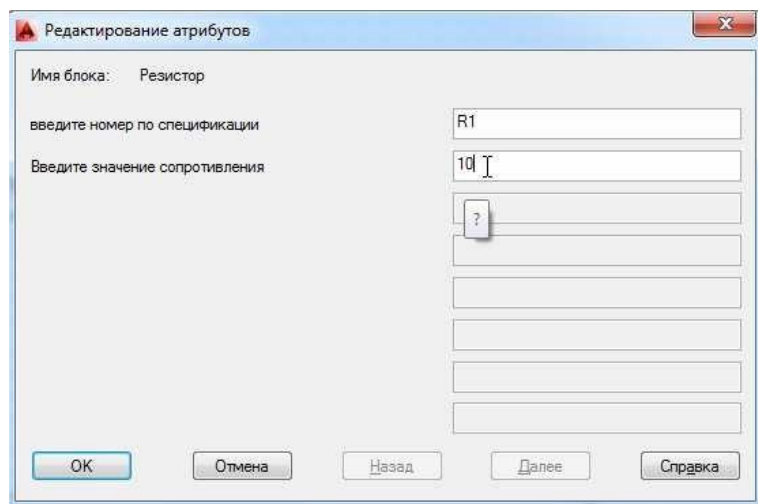 Редактирование атрибутов
Имя блока: Резистор
введите номер по спецификации R1
Введите значение сопротивления 10
?
OK Отмена Назад Далее Справка